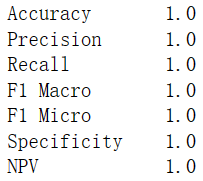 Accuracy 1.0
Precision 1.0
Recall 1.0
F1 Macro 1.0
F1 Micro 1.0
Specificity 1.0
NPV 1.0